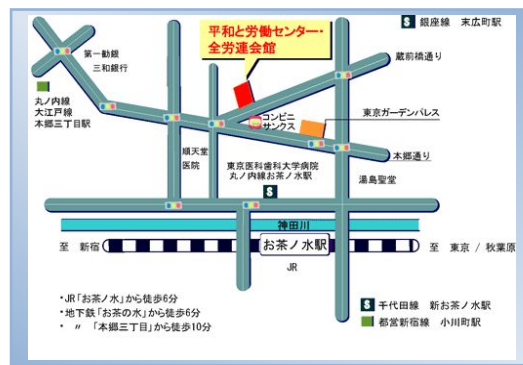 平和と労働センター・
全労連会館
S 銀座線 末広町駅
第一勧銀
三和銀行
蔵前橋通り
丸ノ内線
大江戸線
本郷三丁目駅
コンビニ
サンクス
東京ガーデンパレス
順天堂
医院
東京医科歯科大学病院
丸ノ内線お茶ノ水駅
S
本郷通り
湯島聖堂
神田川
至 新宿
お茶ノ水駅
至 東京 / 秋葉原
JR
・JR「お茶ノ水」から徒歩6分
・地下鉄「お茶の水」から徒歩6分
・ 〃 「本郷三丁目」から徒歩10分
S 千代田線 新お茶ノ水駅
都営新宿線 小川町駅